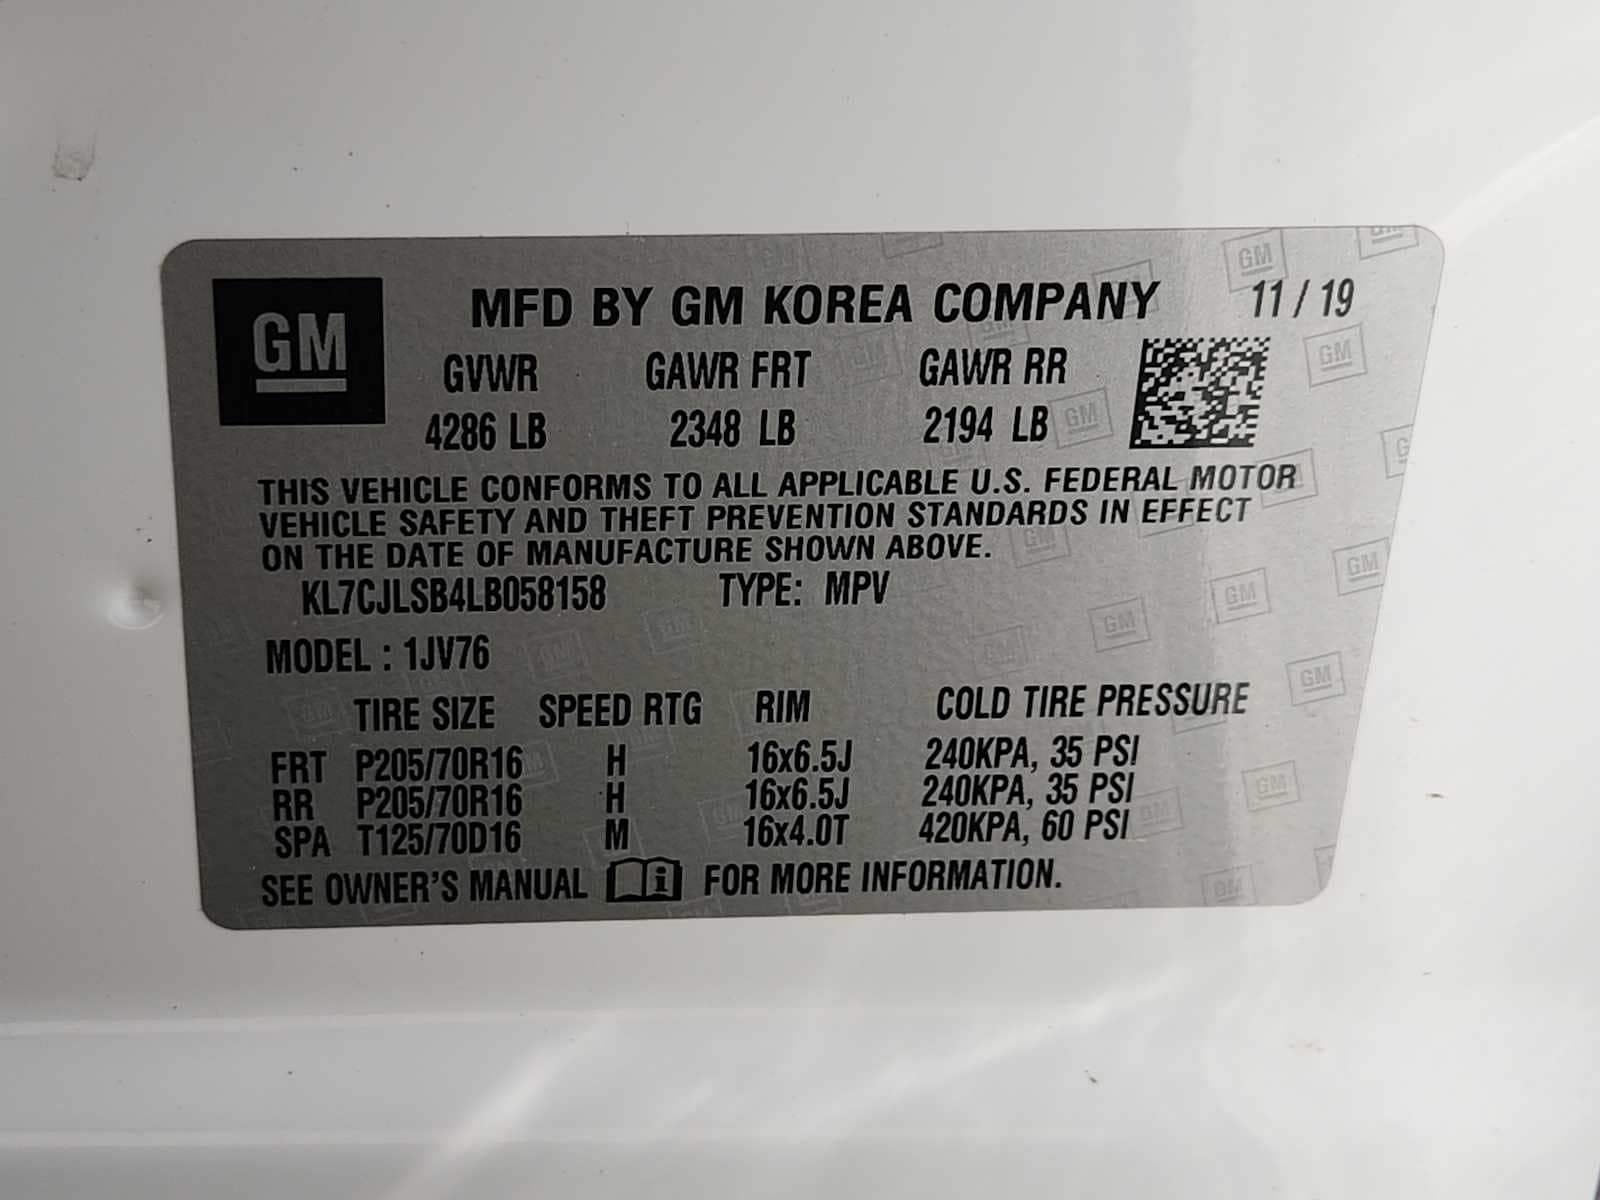 GM
MFD BY GM KOREA COMPANY 11 / 19
GVWR GAWR FRT GAWR RR
4286 LB 2348 LB 2194 LB
THIS VEHICLE CONFORMS TO ALL APPLICABLE U.S. FEDERAL MOTOR
VEHICLE SAFETY AND THEFT PREVENTION STANDARDS IN EFFECT
ON THE DATE OF MANUFACTURE SHOWN ABOVE.
KL7CJLSB4LB058158 TYPE: MPV
MODEL : 1JV76
TIRE SIZE SPEED RTG RIM COLD TIRE PRESSURE
FRT P205/70R16 H 16x6.5J 240KPA, 35 PSI
RR P205/70R16 H 16x6.5J 240KPA, 35 PSI
SPA T125/70D16 M 16x4.0T 420KPA, 60 PSI
SEE OWNER'S MANUAL i FOR MORE INFORMATION.